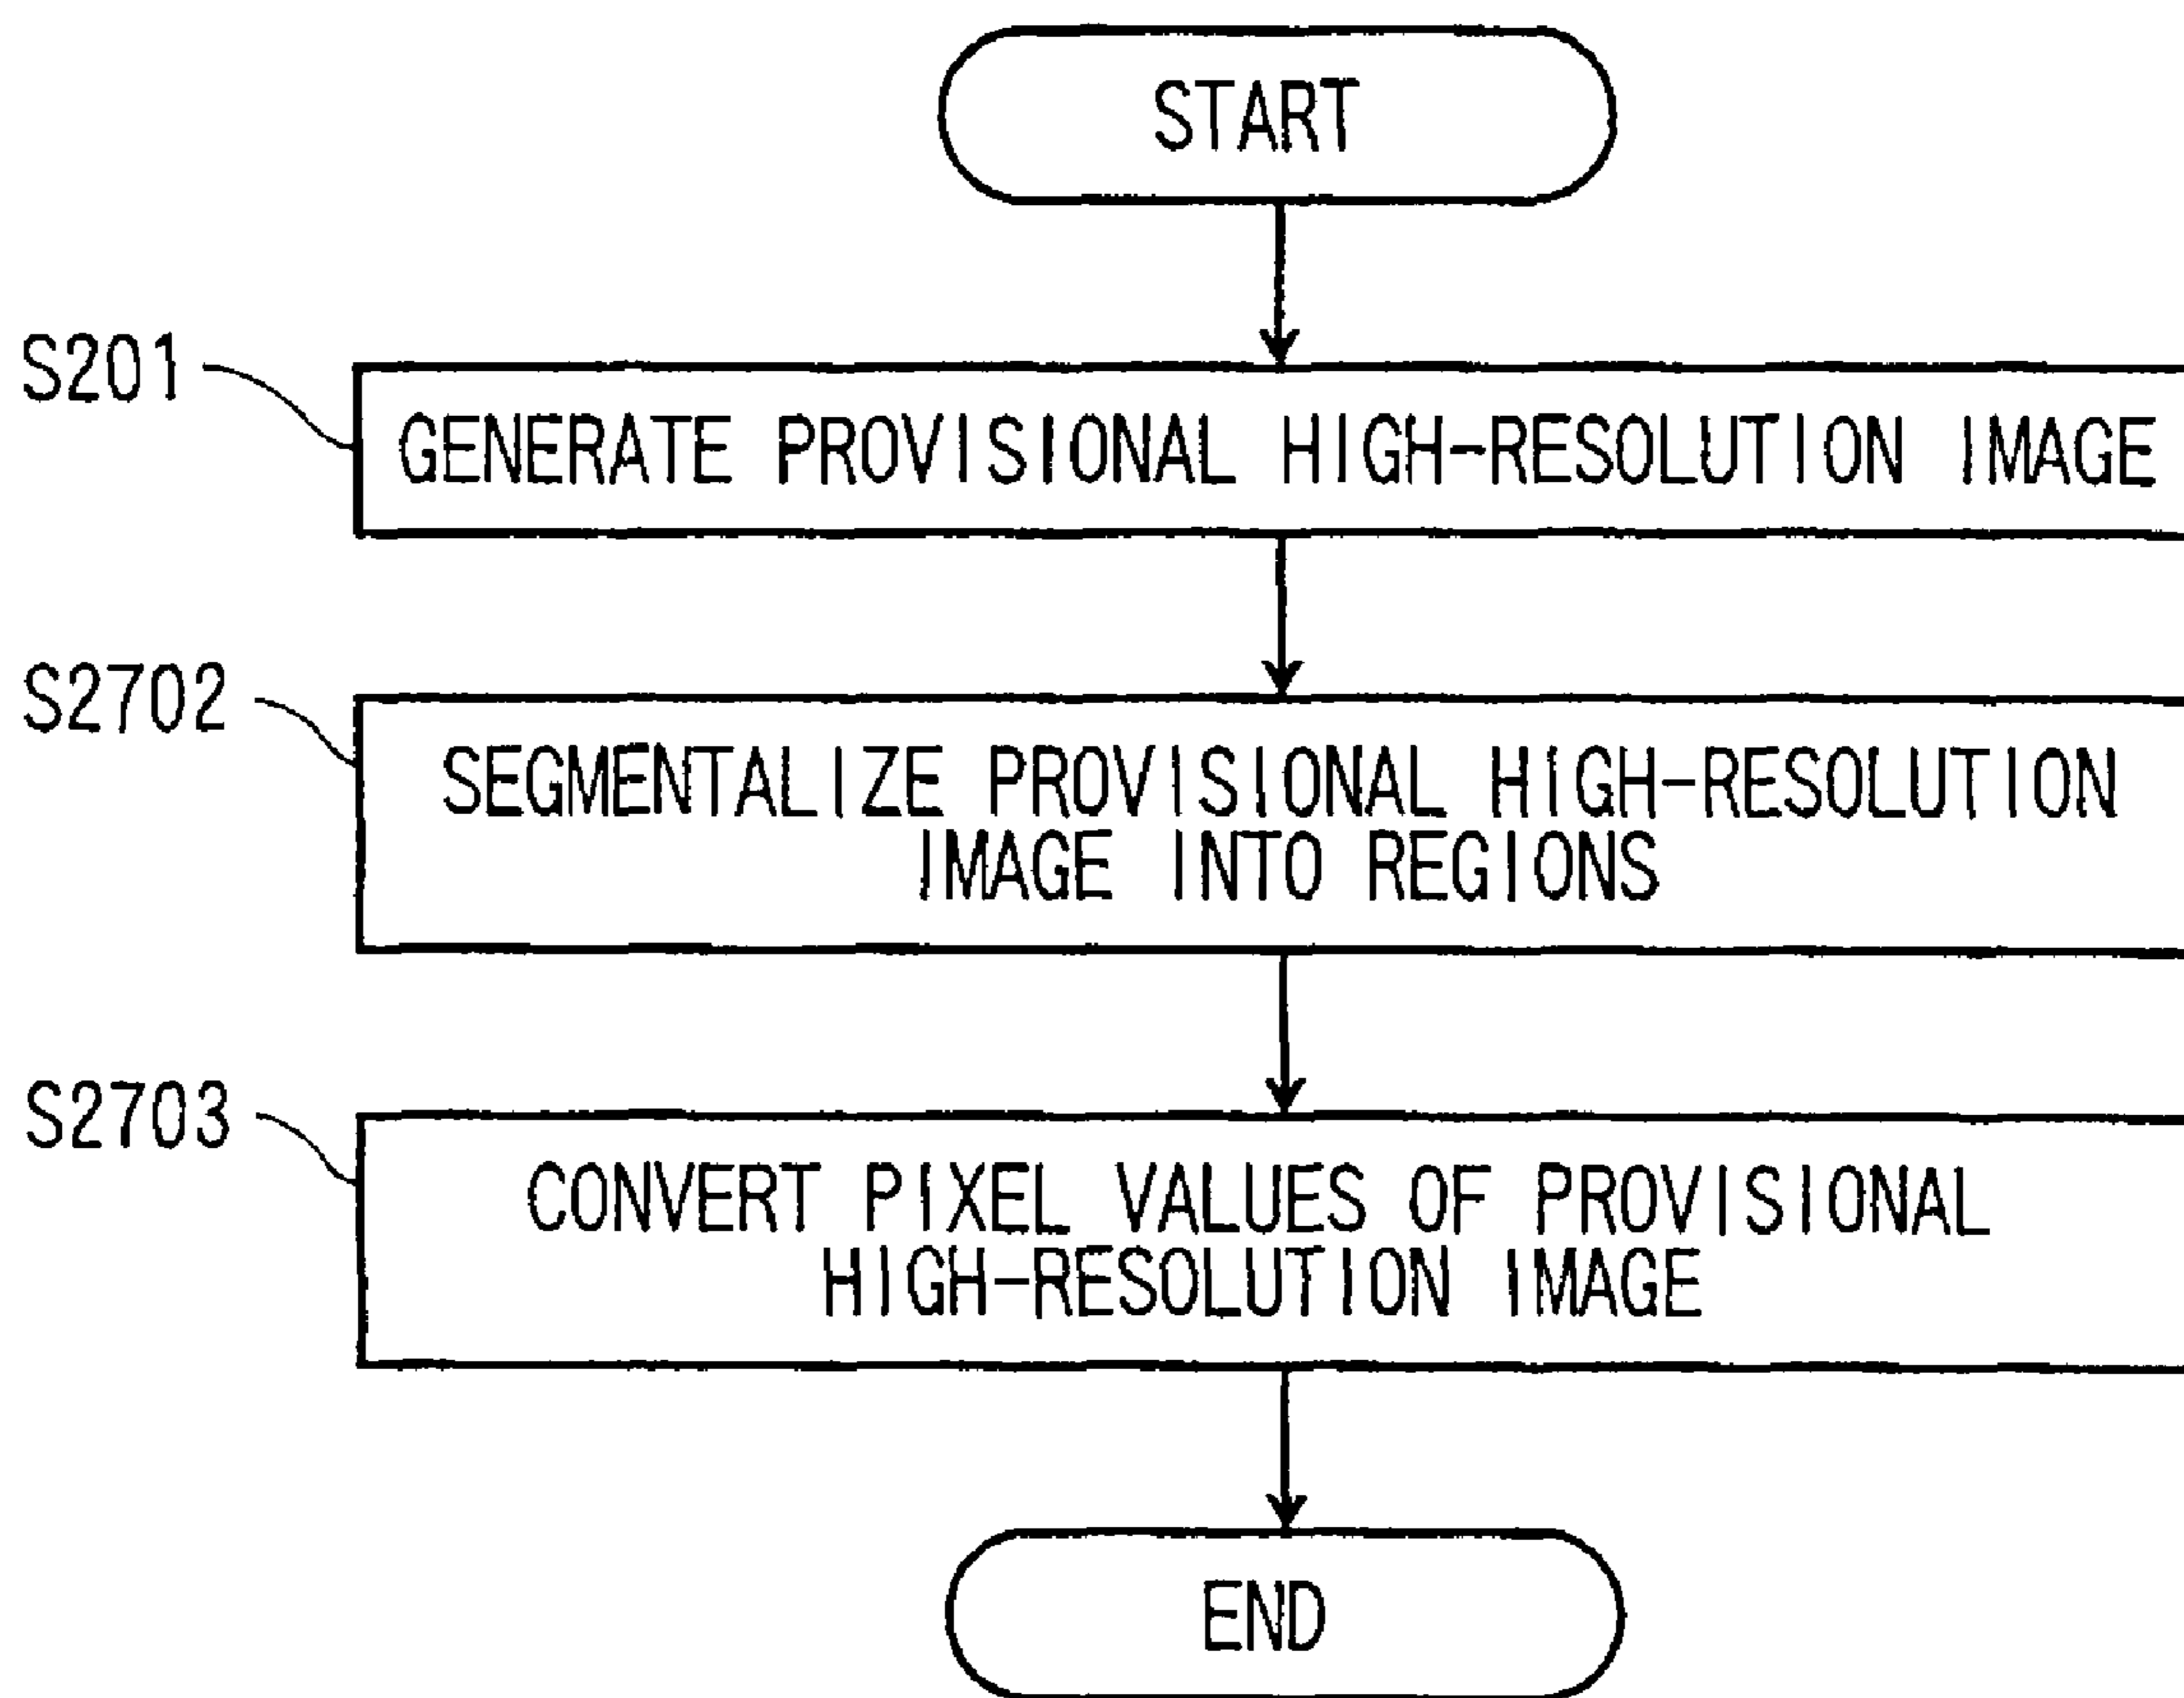 START
S201
GENERATE PROVISIONAL HIGH-RESOLUTION IMAGE
S2702
SEGMENTALIZE PROVISIONAL HIGH-RESOLUTION
IMAGE INTO REGIONS
S2703
CONVERT PIXEL VALUES OF PROVISIONAL
HIGH-RESOLUTION IMAGE
END